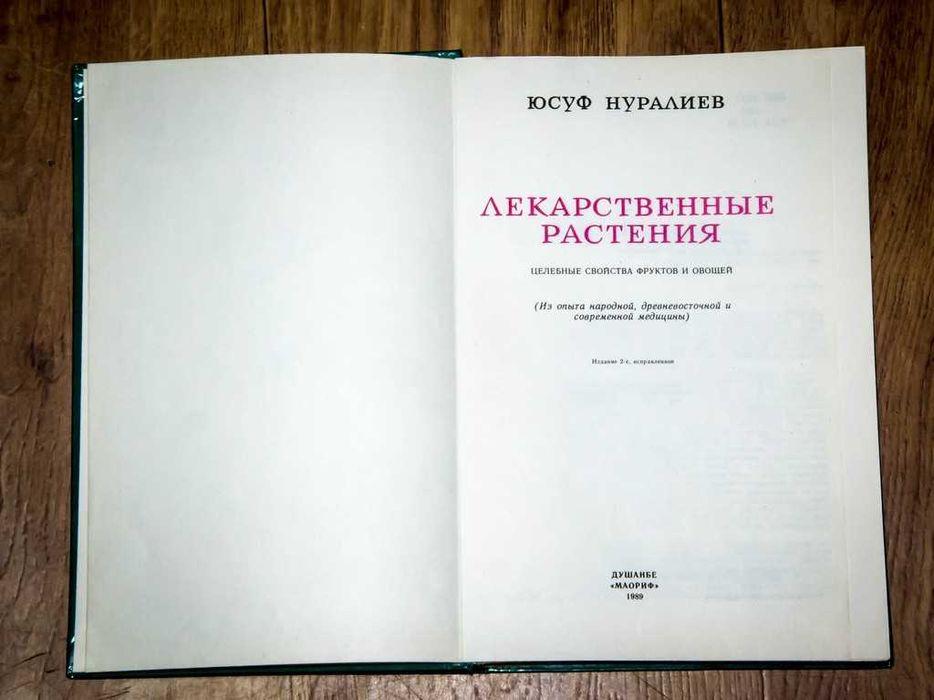 ЮСУФ НУРАЛИЕВ
ЛЕКАРСТВЕННЫЕ
РАСТЕНИЯ
ЦЕЛЕБНЫЕ СВОЙСТВА ФРУКТОВ И ОВОЩЕЙ
(Из опыта народной, древневосточной и
современной медицины)
Издание 2-е, исправленное
ДУШАНБЕ
«МАОРИФ»
1989